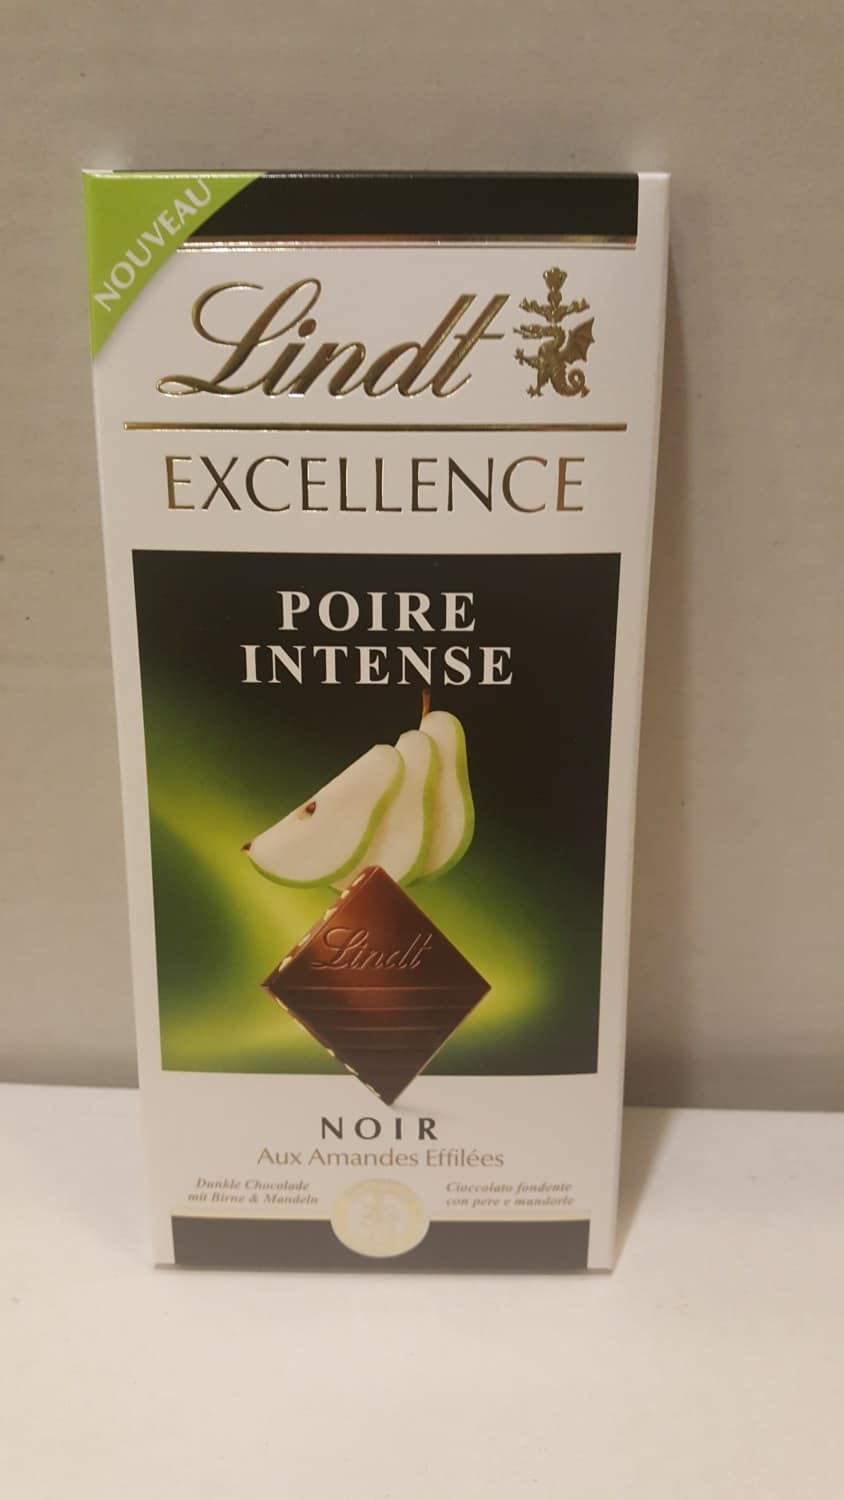 NOUVEAU
Lindt
EXCELLENCE
POIRE
INTENSE
Lindt
NOIR
Aux Amandes Effilées
Dunkle Chocolade
mit Birne & Mandeln
Cioccolato fondente
con pere e mandorle